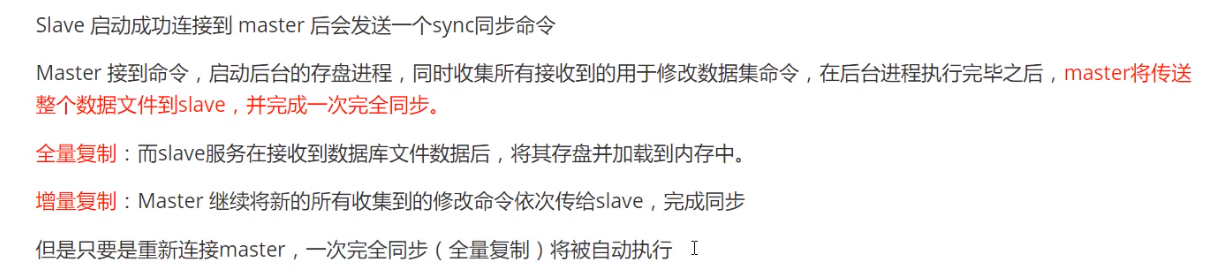 Slave 启动成功连接到 master 后会发送一个sync同步命令
Master 接到命令，启动后台的存盘进程，同时收集所有接收到的用于修改数据集命令，在后台进程执行完毕之后，master将传送
整个数据文件到slave，并完成一次完全同步。
全量复制：而slave服务在接收到数据库文件数据后，将其存盘并加载到内存中。
增量复制：Master 继续将新的所有收集到的修改命令依次传给slave，完成同步
但是只要是重新连接master，一次完全同步（全量复制）将被自动执行